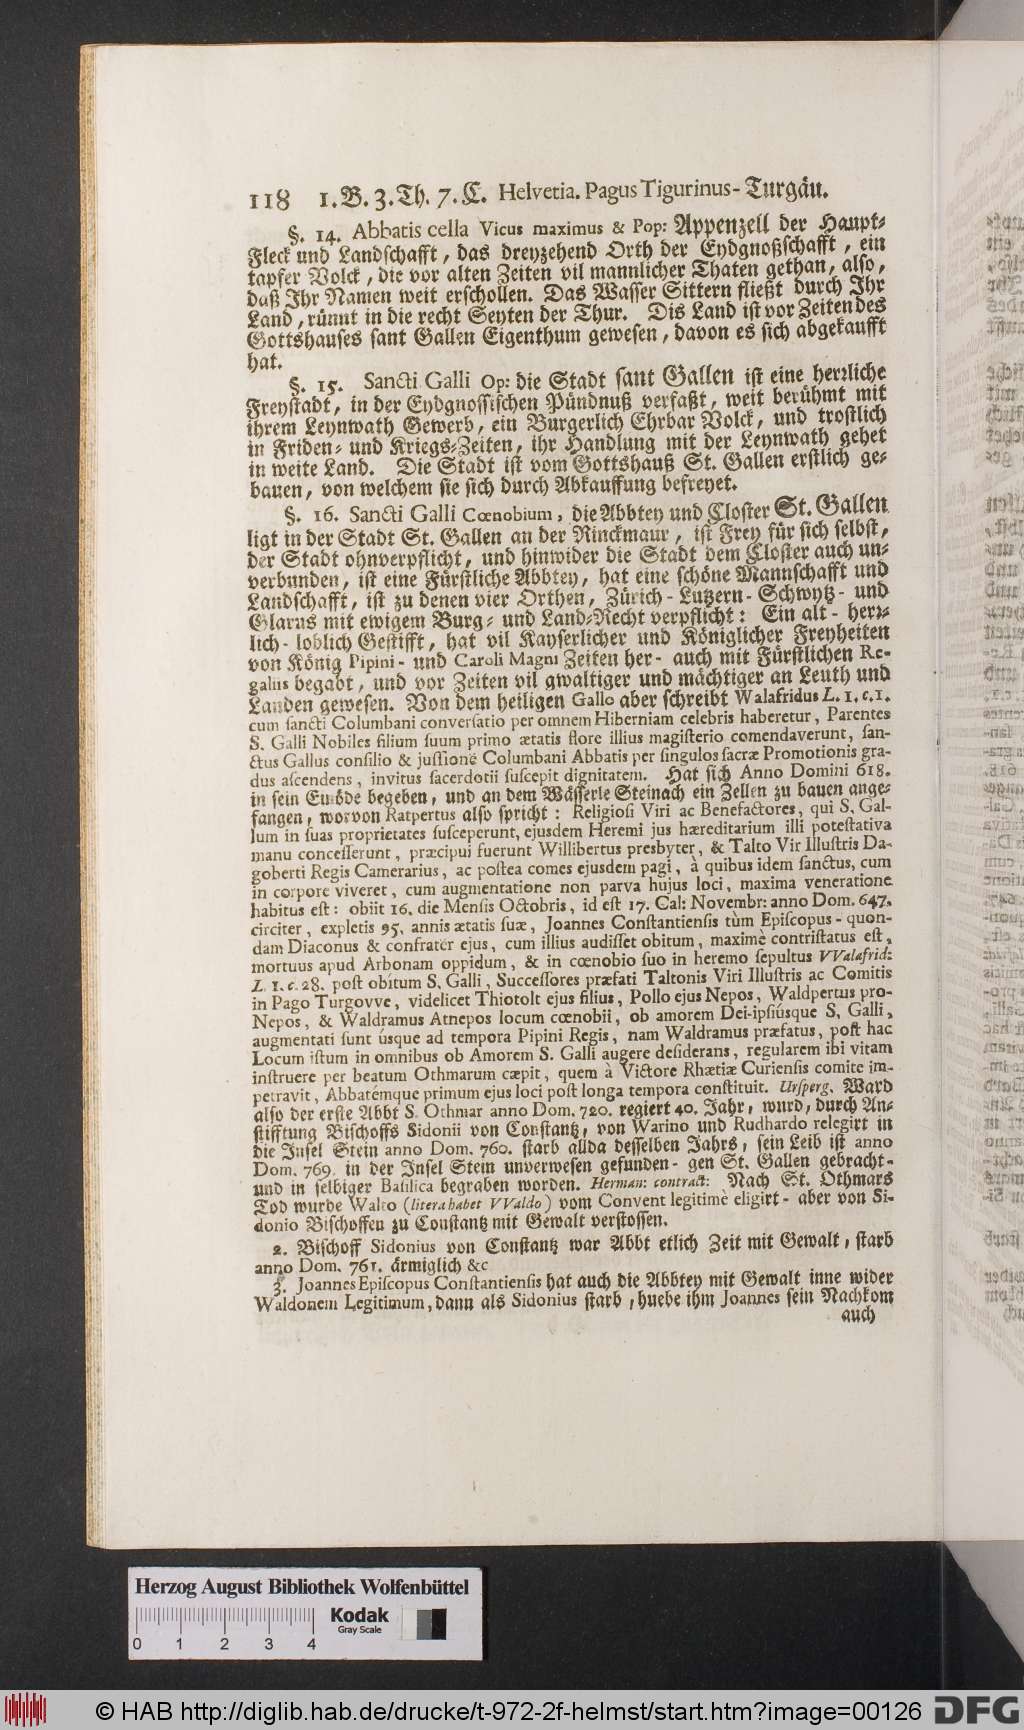 118 1. B. 3. Th. 7. C. Helvetia. Pagus Tigurinus- Turgäu.
§. 14. Abbatis cella Vicus maximus & Pop: Appenzell der Haupt-
Fleck und Landschafft, das dreyzehend Orth der Eydgnoßschafft, ein
tapfer Volck, die vor alten Zeiten vil mannlicher Thaten gethan, also,
daß Ihr Namen weit erschollen. Das Wasser Sittern fließt durch Ihr
Land, rünnt in die recht Seyten der Thur. Dis Land ist vor Zeiten des
Gottshauses sant Gallen Eigenthum gewesen, davon es sich abgekaufft
hat.
§. 15. Sancti Galli Op: die Stadt sant Gallen ist eine herrliche
Freystadt, in der Eydgnossischen Pündnuß verfaßt, weit berühmt mit
ihrem Leynwath Gewerb, ein Burgerlich Ehrbar Volck, und trostlich
in Friden- und Kriegs-Zeiten, ihr Handlung mit der Leynwath gehet
in weite Land. Die Stadt ist vom Gottshauß St. Gallen erstlich ge-
bauen, von welchem sie sich durch Abkauffung befreyet.
§. 16. Sancti Galli Cœnobium, die Abbtey und Closter St. Gallen
ligt in der Stadt St. Gallen an der Rinckmaur, ist Frey für sich selbst,
der Stadt ohnverpflicht, und hinwider die Stadt dem Closter auch un-
verbunden, ist eine Fürstliche Abbtey, hat eine schöne Mannschafft und
Landschafft, ist zu denen vier Orthen, Zürich- Lutzern- Schwytz- und
Glarus mit ewigem Burg- und Land-Recht verpflicht: Ein alt- herr-
lich- loblich Gestifft, hat vil Kayserlicher und Königlicher Freyheiten
von König Pipini- und Caroli Magni Zeiten her- auch mit Fürstlichen Re-
galiis begabt, und vor Zeiten vil gwaltiger und mächtiger an Leuth und
Landen gewesen. Von dem heiligen Gallo aber schreibt Walafridus L. 1. c. 1.
cum sancti Columbani conversatio per omnem Hiberniam celebris haberetur, Parentes
S. Galli Nobiles filium suum primo ætatis flore illius magisterio comendaverunt, san-
ctus Gallus consilio & jussione Columbani Abbatis per singulos sacræ Promotionis gra-
dus ascendens, invitus sacerdotii suscepit dignitatem. Hat sich Anno Domini 618.
in sein Einöde begeben, und an dem Wässerle Steinach ein Zellen zu bauen ange-
fangen, worvon Ratpertus also spricht: Religiosi Viri ac Benefactores, qui S. Gal-
lum in suas proprietates susceperunt, ejusdem Heremi jus hæreditarium illi potestativa
manu concesserunt, præcipui fuerunt Willibertus presbyter, & Talto Vir Illustris Da-
goberti Regis Camerarius, ac postea comes ejusdem pagi, à quibus idem sanctus, cum
in corpore viveret, cum augmentatione non parva hujus loci, maxima veneratione
habitus est: obiit 16. die Mensis Octobris, id est 17. Cal: Novembr: anno Dom. 647.
circiter, expletis 95. annis ætatis suæ, Joannes Constantiensis tùm Episcopus- quon-
dam Diaconus & confrater ejus, cum illius audisset obitum, maximè contristatus est,
mortuus apud Arbonam oppidum, & in cœnobio suo in heremo sepultus VValafrid:
L. 1. c. 28. post obitum S. Galli, Successores præfati Taltonis Viri Illustris ac Comitis
in Pago Turgovve, videlicet Thiotolt ejus filius, Pollo ejus Nepos, Waldpertus pro-
Nepos, & Waldramus Atnepos locum cœnobii, ob amorem Dei-ipsiúsque S, Galli,
augmentati sunt úsque ad tempora Pipini Regis, nam Waldramus præfatus, post hac
Locum istum in omnibus ob Amorem S. Galli augere desiderans, regularem ibi vitam
instruere per beatum Othmarum cæpit, quem à Victore Rhætiæ Curiensis comite im-
petravit, Abbatémque primum ejus loci post longa tempora constituit. Ursperg. Ward
also der erste Abbt S. Othmar anno Dom. 720. regiert 40. Jahr, wurd, durch An-
stifftung Bischoffs Sidonii von Constantz, von Warino und Rudhardo relegirt in
die Insel Stein anno Dom. 760. starb allda desselben Jahrs, sein Leib ist anno
Dom. 769. in der Insel Stein unverwesen gefunden- gen St. Gallen gebracht-
und in selbiger Basilica begraben worden. Herman: contract: Nach St. Othmars
Tod wurde Walto (litera habet VValdo) vom Convent legitimè eligirt- aber von Si-
donio Bischoffen zu Constantz mit Gewalt verstossen.
2. Bischoff Sidonius von Constantz war Abbt etlich Zeit mit Gewalt, starb
anno Dom. 761. ärmiglich &c
3. Joannes Episcopus Constantiensis hat auch die Abbtey mit Gewalt inne wider
Waldonem Legitimum, dann als Sidonius starb, huebe ihm Joannes sein Nachkom
auch
Herzog August Bibliothek Wolfenbüttel
Kodak
Gray Scale
0 1 2 3 4
© HAB http://diglib.hab.de/drucke/t-972-2f-helmst/start.htm?image=00126 DFG